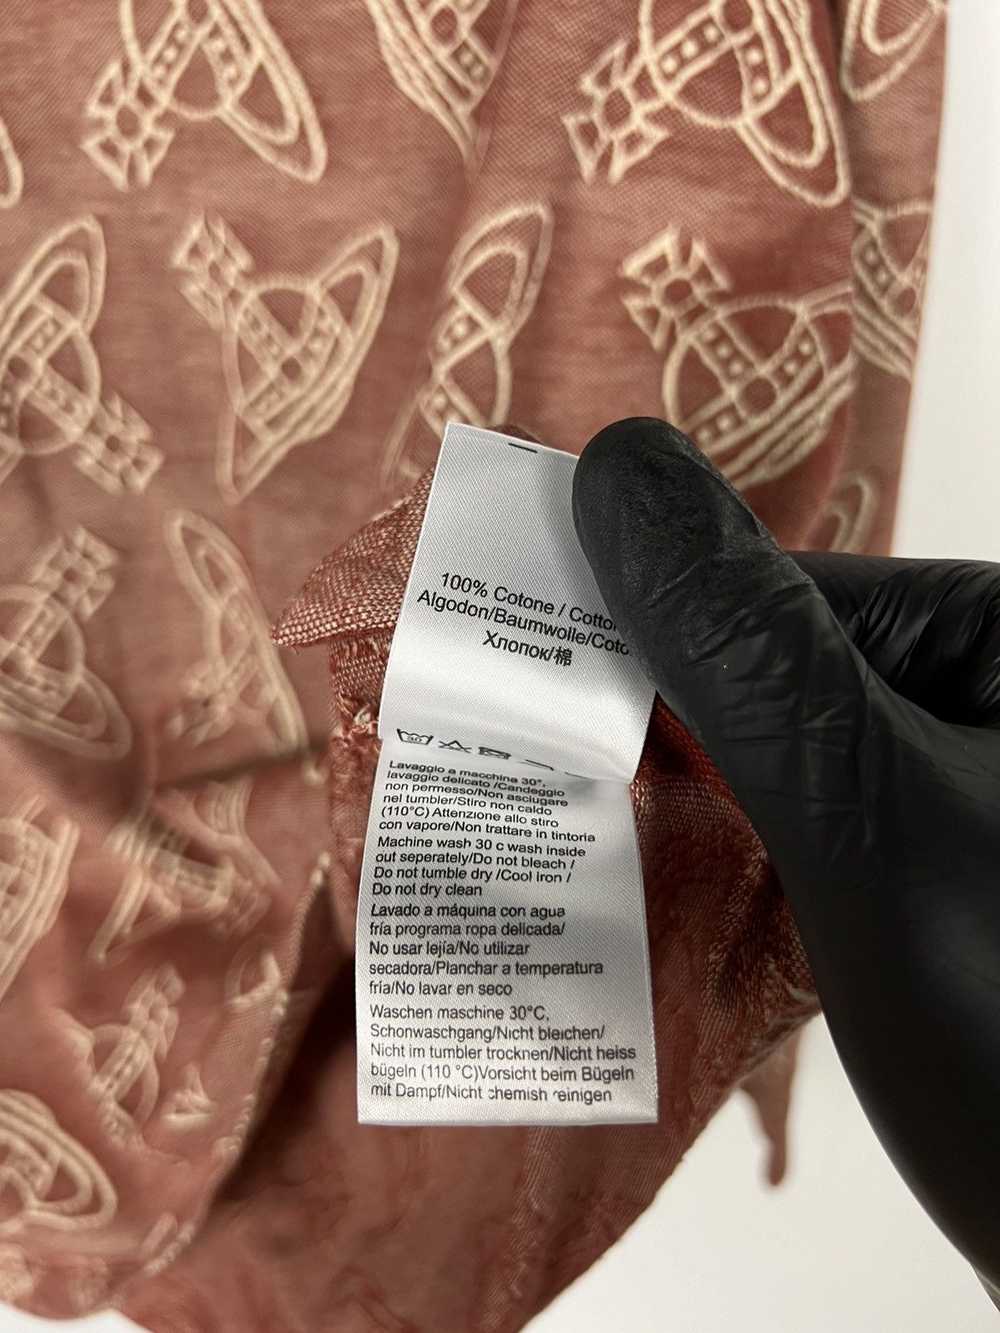 100% Cotone / Cotton
Algodon/Baumwolle/Coto
Хлопок/棉
30
Lavaggio a macchina 30°,
lavaggio delicato /Candeggio
non permesso/Non asciugare
nel tumbler/Stiro non caldo
(110°C) Attenzione allo stiro
con vapore/Non trattare in tintoria
Machine wash 30 c wash inside
out seperately/Do not bleach /
Do not tumble dry /Cool iron /
Do not dry clean
Lavado a máquina con agua
fría programa ropa delicada/
No usar lejía/No utilizar
secadora/Planchar a temperatura
fría/No lavar en seco
Waschen maschine 30°C,
Schonwaschgang/Nicht bleichen/
Nicht im tumbler trocknen/Nicht heiss
bügeln (110 °C)Vorsicht beim Bügeln
mit Dampf/Nicht chemish reinigen